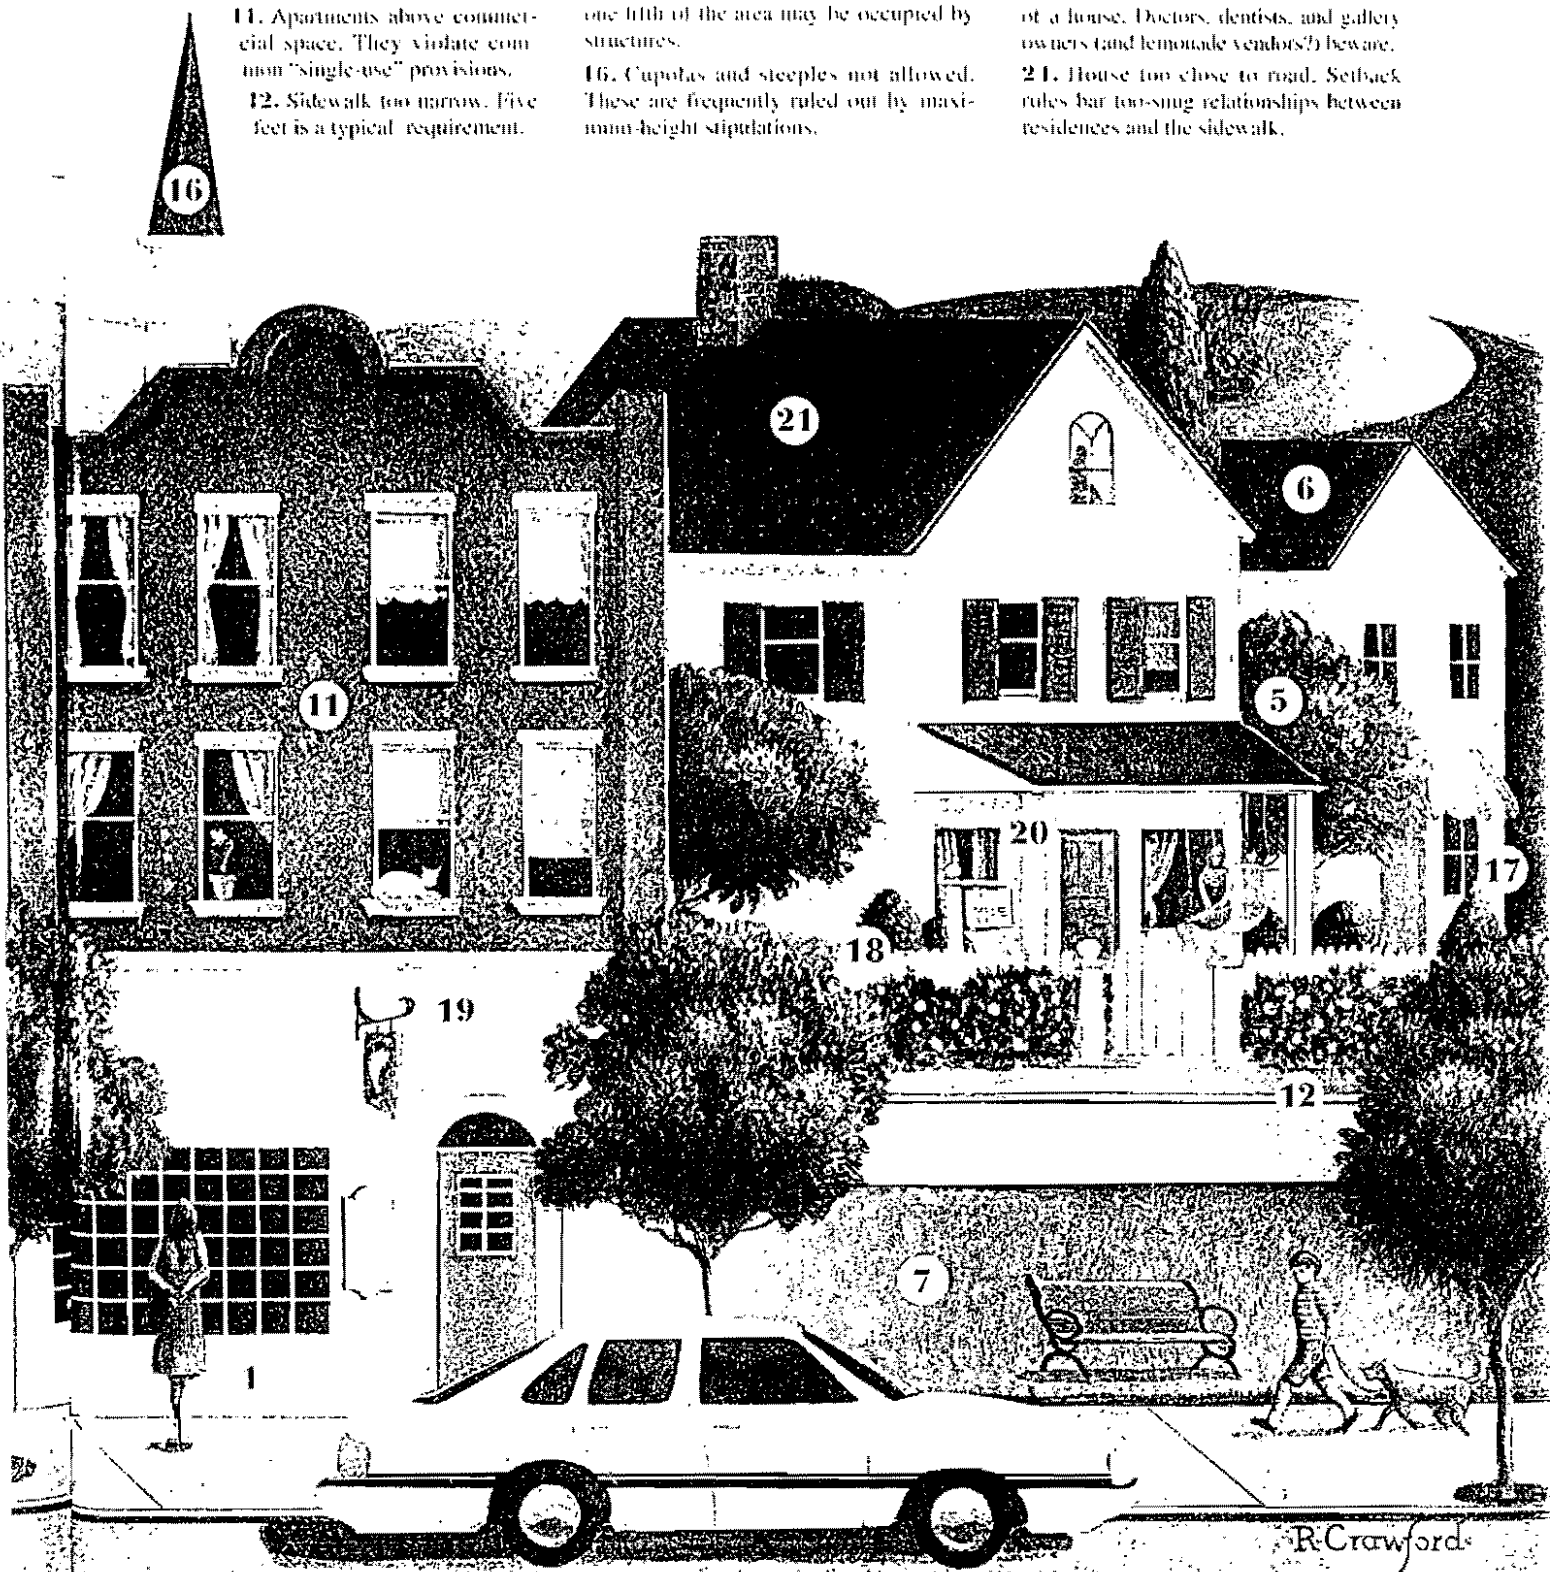 11. Apartments above commer-
cial space. They violate com
mon "single-use" provisions.
12. Sidewalk too narrow. Five
feet is a typical requirement.
one fifth of the area may be occupied by
structures.
16. Cupolas and steeples not allowed.
These are frequently ruled out by maxi-
mum-height stipulations.
of a house. Doctors, dentists, and gallery
owners (and lemonade vendors?) beware.
21. House too close to road. Setback
rules bar too-snug relationships between
residences and the sidewalk.
16
21
6
11
5
20
17
18
19
12
7
1
R. Crawford